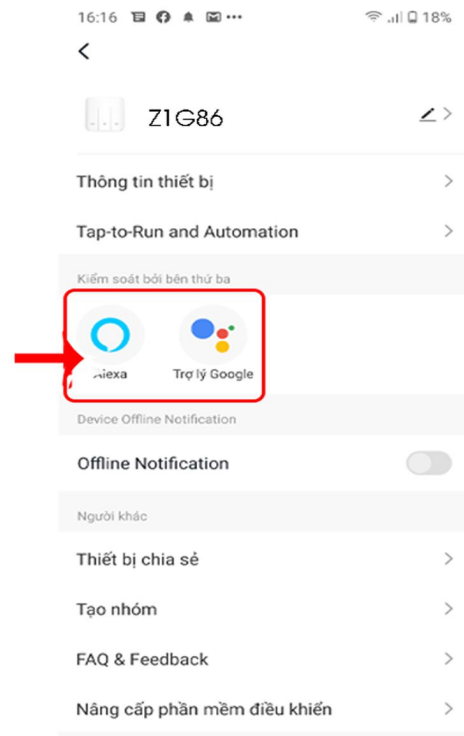 16:16 18%
Z1G86
Thông tin thiết bị
Tap-to-Run and Automation
Kiểm soát bởi bên thứ ba
Alexa Trợ lý Google
Device Offline Notification
Offline Notification
Người khác
Thiết bị chia sẻ
Tạo nhóm
FAQ & Feedback
Nâng cấp phần mềm điều khiển